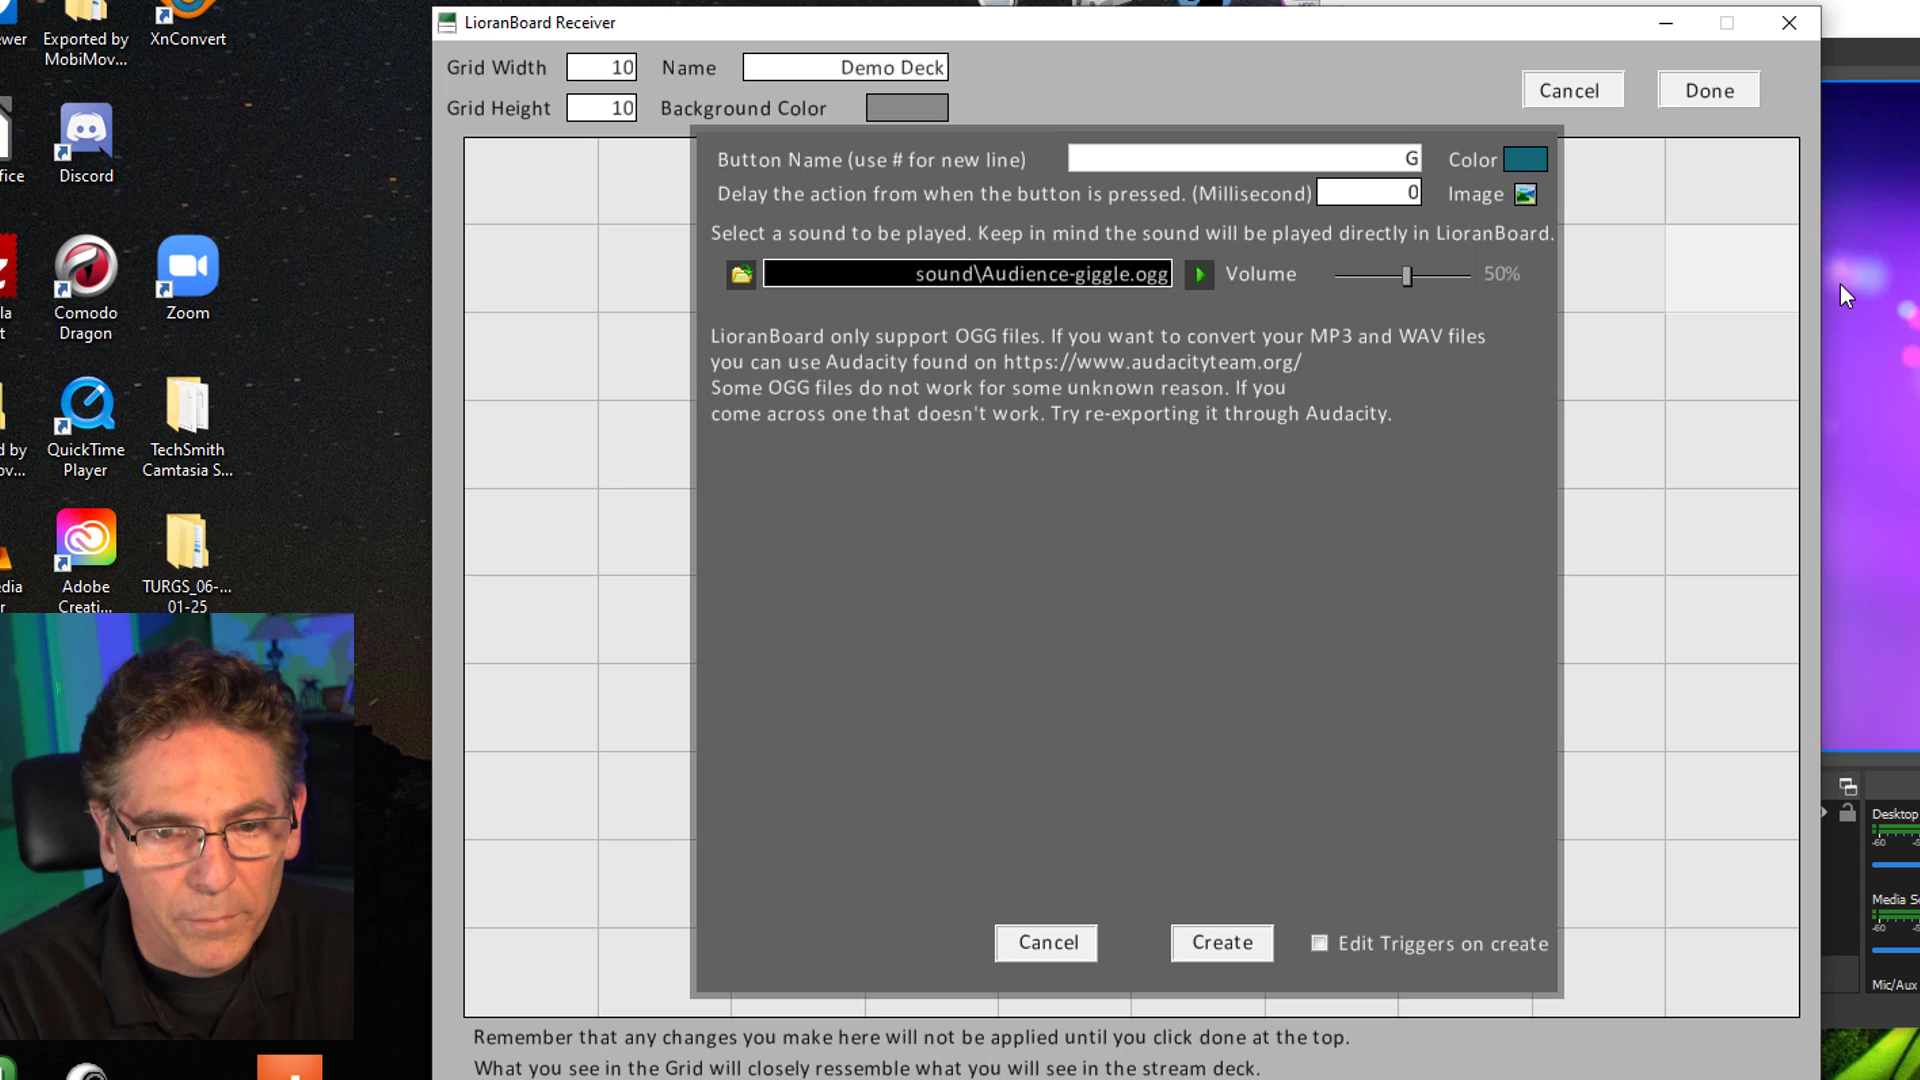 LioranBoard Receiver
ewer
Exported by
MobiMov...
XnConvert
Grid Width 10 Name Demo Deck
Grid Height 10 Background Color
Cancel Done
Button Name (use # for new line) G Color
Delay the action from when the button is pressed. (Millisecond) 0 Image
Select a sound to be played. Keep in mind the sound will be played directly in LioranBoard.
sound\Audience-giggle.ogg Volume 50%
LioranBoard only support OGG files. If you want to convert your MP3 and WAV files
you can use Audacity found on https://www.audacityteam.org/
Some OGG files do not work for some unknown reason. If you
come across one that doesn't work. Try re-exporting it through Audacity.
ffice
Discord
la
t
Comodo
Dragon
Zoom
d by
ov...
QuickTime
Player
TechSmith
Camtasia S...
edia
r
Adobe
Creati...
TURGS_06-...
01-25
Cancel Create Edit Triggers on create
Desktop
-60
Media So
-60
Mic/Aux
Remember that any changes you make here will not be applied until you click done at the top.
What you see in the Grid will closely ressemble what you will see in the stream deck.